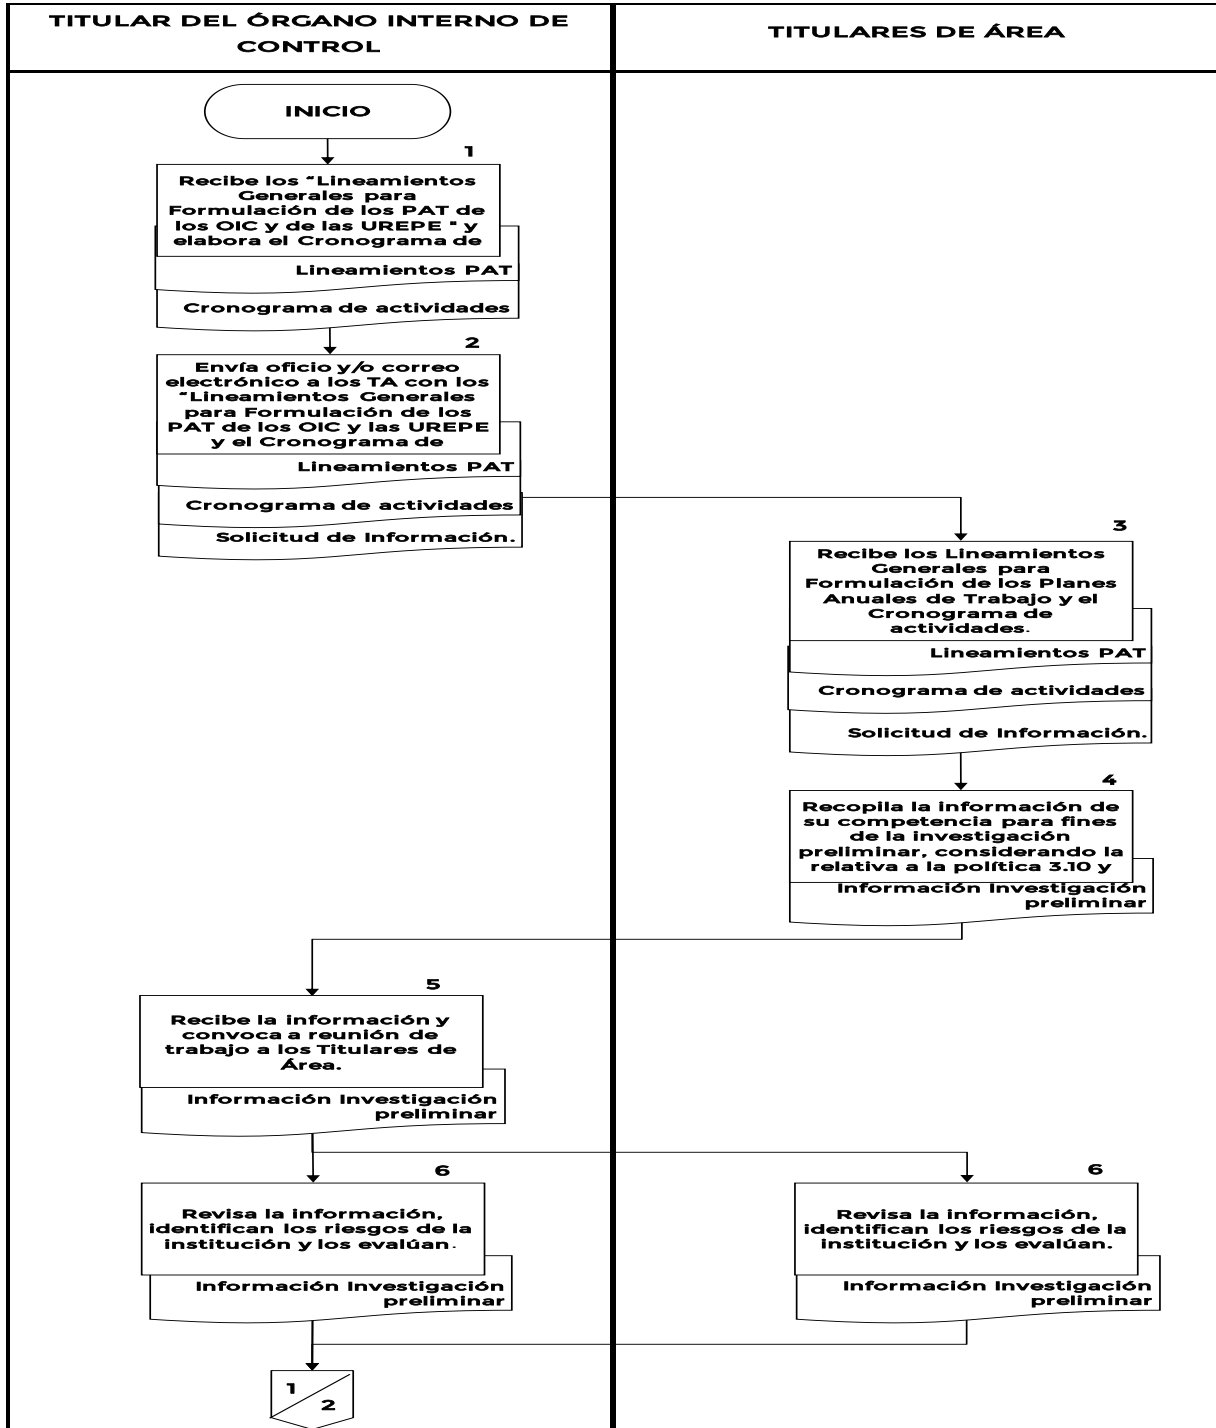 TITULAR DEL ÓRGANO INTERNO DE
CONTROL
TITULARES DE ÁREA
INICIO
1
Recibe los “Lineamientos
Generales para
Formulación de los PAT de
los OIC y de las UREPE " y
elabora el Cronograma de
Lineamientos PAT
Cronograma de actividades
2
Envía oficio y/o correo
electrónico a los TA con los
“Lineamientos Generales
para Formulación de los
PAT de los OIC y las UREPE
y el Cronograma de
Lineamientos PAT
Cronograma de actividades
Solicitud de Información.
3
Recibe los Lineamientos
Generales para
Formulación de los Planes
Anuales de Trabajo y el
Cronograma de
actividades.
Lineamientos PAT
Cronograma de actividades
Solicitud de Información.
4
Recopila la información de
su competencia para fines
de la investigación
preliminar, considerando la
relativa a la política 3.10 y
Información Investigación
preliminar
5
Recibe la información y
convoca a reunión de
trabajo a los Titulares de
Área.
Información Investigación
preliminar
6
Revisa la información,
identifican los riesgos de la
institución y los evalúan.
Información Investigación
preliminar
6
Revisa la información,
identifican los riesgos de la
institución y los evalúan.
Información Investigación
preliminar
1
2